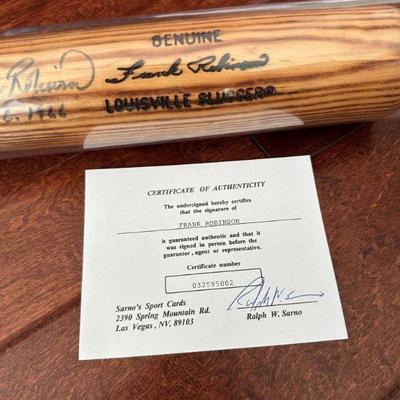 GENUINE
Robinson Frank Robinson
1966 LOUISVILLE SLUGGER®
CERTIFICATE OF AUTHENTICITY
The undersigned hereby certifies
that the signature of
FRANK ROBINSON
is guaranteed authentic and that it
was signed in person before the
guarantor, agent or representative.
Certificate number
032595002
Sarno's Sport Cards
2390 Spring Mountain Rd.
Las Vegas, NV, 89103
Ralph W. Sarno